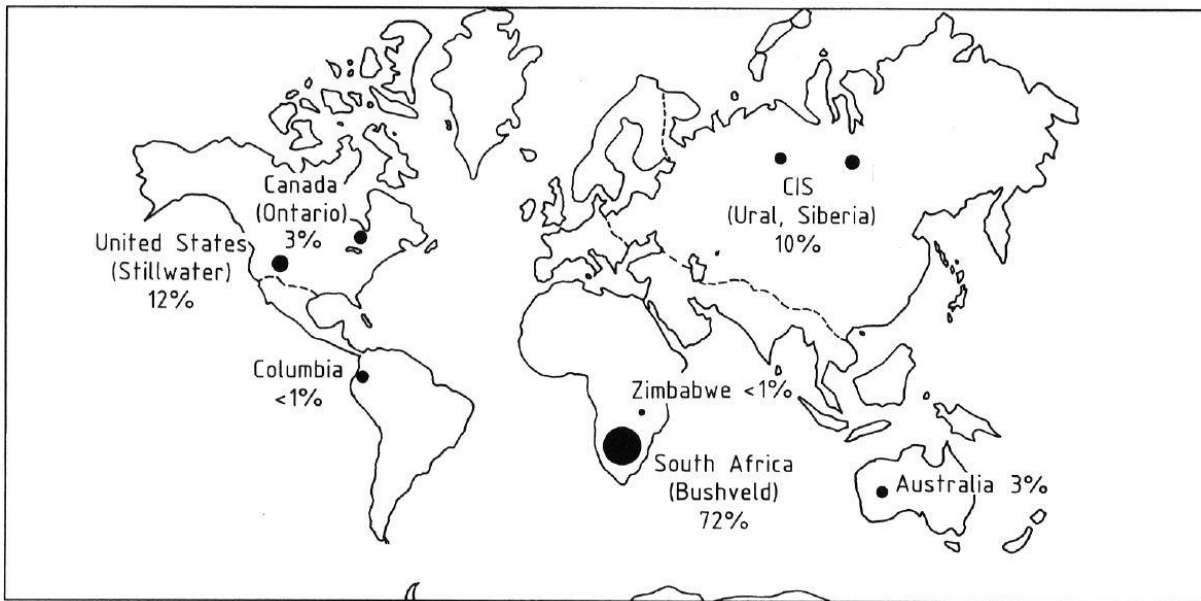 Canada
(Ontario)
3%
United States
(Stillwater)
12%
CIS
(Ural, Siberia)
10%
Columbia
<1%
Zimbabwe <1%
South Africa
(Bushveld)
72%
Australia 3%